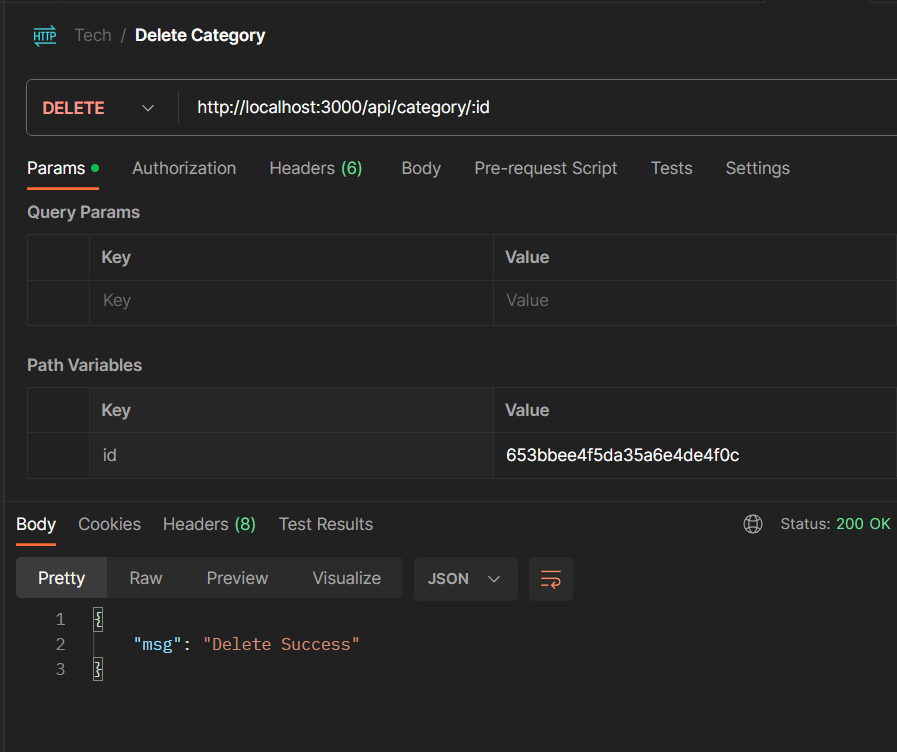 HTTP Tech / Delete Category
DELETE http://localhost:3000/api/category/:id
Params Authorization Headers (6) Body Pre-request Script Tests Settings
Query Params
Key Value
Key Value
Path Variables
Key Value
id 653bbee4f5da35a6e4de4f0c
Body Cookies Headers (8) Test Results Status: 200 OK
Pretty Raw Preview Visualize JSON
1 {
2 "msg": "Delete Success"
3 }